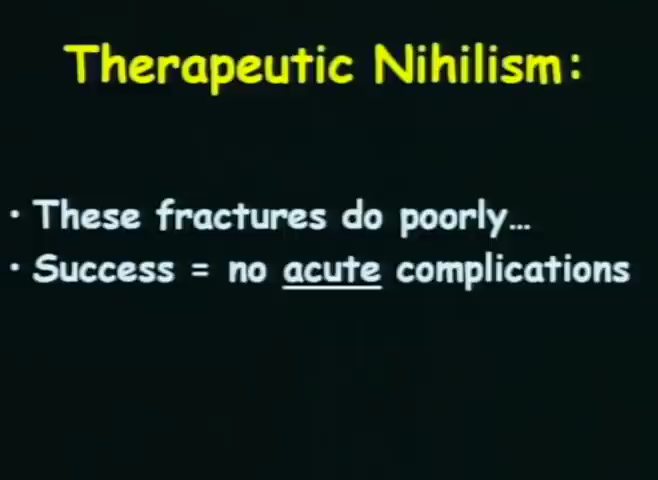 Therapeutic Nihilism:
• These fractures do poorly…
• Success = no acute complications